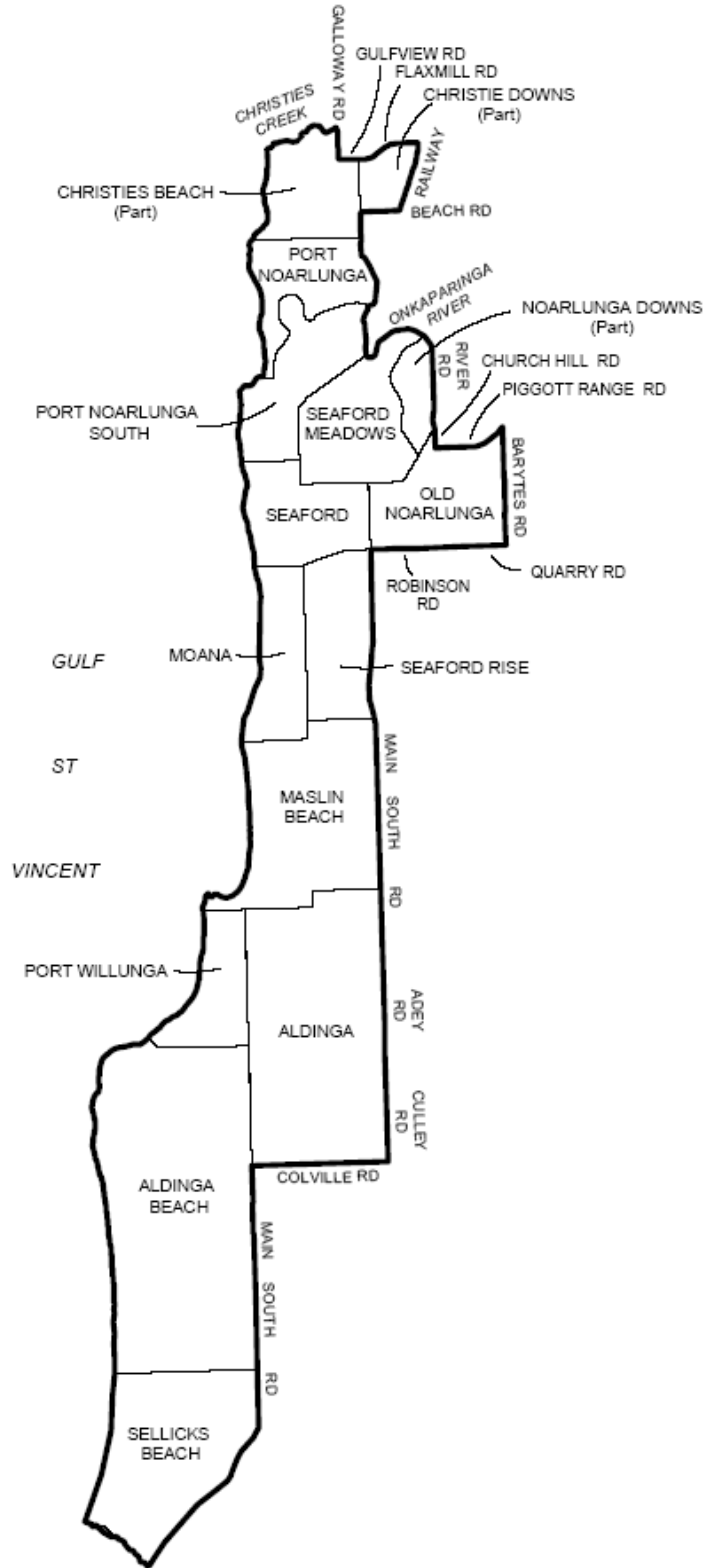 GALLOWAY RD
GULFVIEW RD
FLAXMILL RD
CHRISTIE DOWNS
(Part)
CHRISTIES
CREEK
RAILWAY
CHRISTIES BEACH
(Part)
BEACH RD
PORT
NOARLUNGA
ONKAPARINGA
RIVER
NOARLUNGA DOWNS
(Part)
RIVER
RD
CHURCH HILL RD
PIGGOTT RANGE RD
PORT NOARLUNGA
SOUTH
SEAFORD
MEADOWS
BARYTES RD
OLD
NOARLUNGA
SEAFORD
ROBINSON
RD
QUARRY RD
GULF
MOANA
SEAFORD RISE
ST
MAIN SOUTH RD
MASLIN
BEACH
VINCENT
PORT WILLUNGA
ADEY
RD
ALDINGA
CULLEY
RD
COLVILLE RD
ALDINGA
BEACH
MAIN SOUTH RD
SELLICKS
BEACH